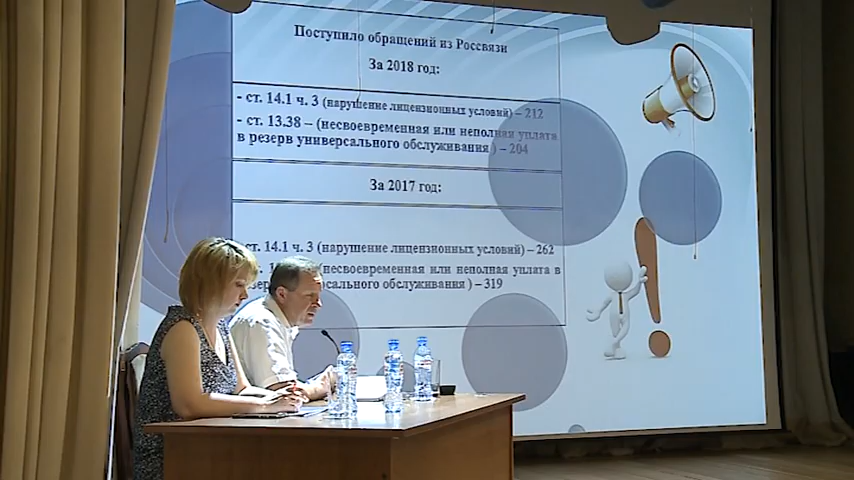 Поступило обращений из Россвязи
За 2018 год:
- ст. 14.1 ч. 3 (нарушение лицензионных условий) – 212
- ст. 13.38 – (несвоевременная или неполная уплата
в резерв универсального обслуживания ) – 204
За 2017 год:
ст. 14.1 ч. 3 (нарушение лицензионных условий) – 262
(несвоевременная или неполная уплата в
обслуживания ) – 319